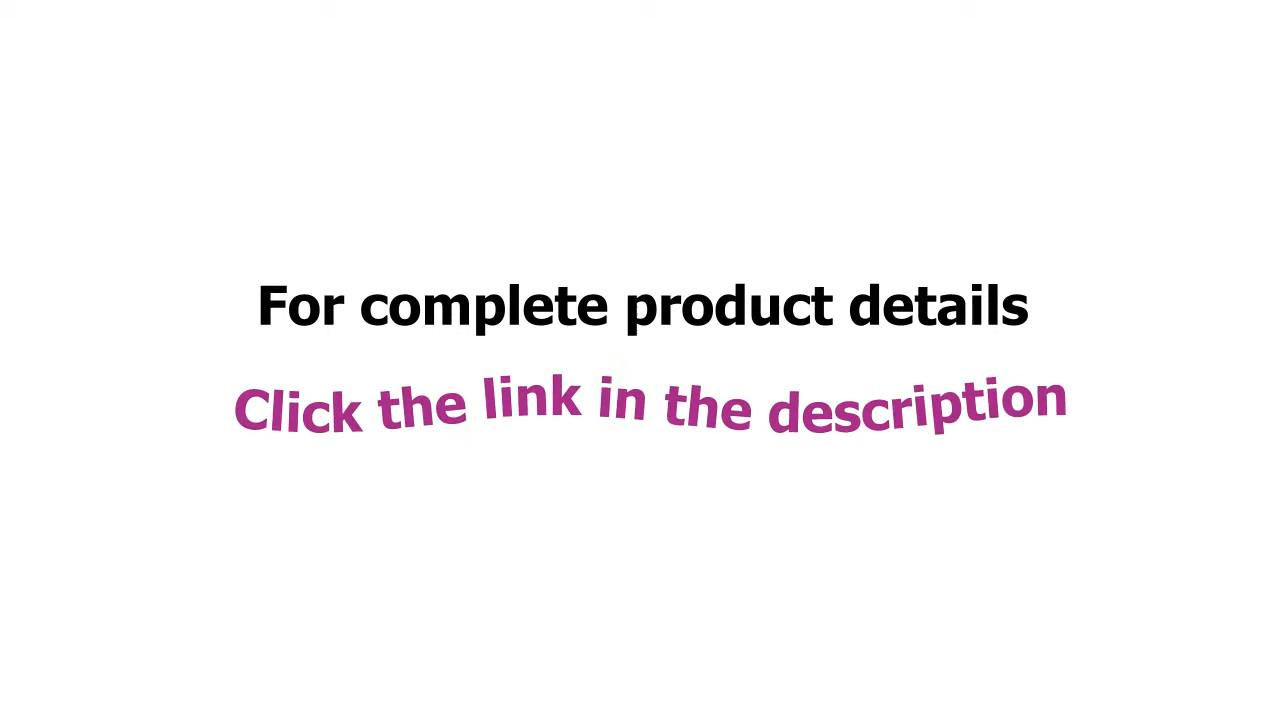 For complete product details
Click the link in the description